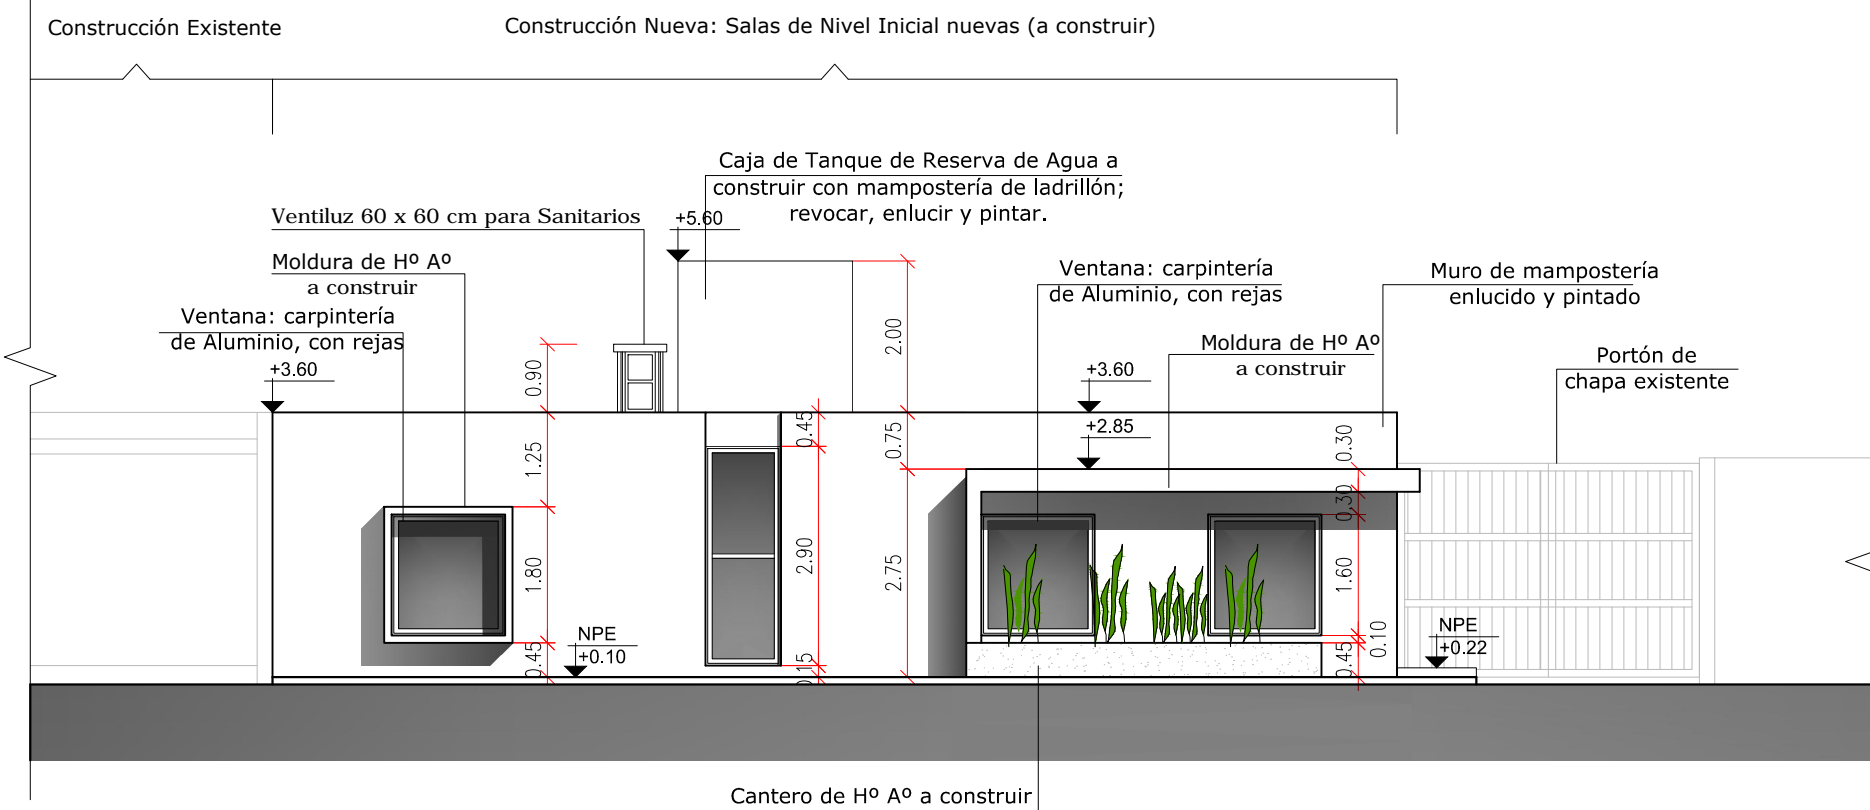 Construcción Existente
Construcción Nueva: Salas de Nivel Inicial nuevas (a construir)
Caja de Tanque de Reserva de Agua a
construir con mampostería de ladrillón;
revocar, enlucir y pintar.
Ventiluz 60 x 60 cm para Sanitarios
+5.60
Moldura de Hº Aº
a construir
Ventana: carpintería
de Aluminio, con rejas
+3.60
Ventana: carpintería
de Aluminio, con rejas
Muro de mampostería
enlucido y pintado
Moldura de Hº Aº
a construir
Portón de
chapa existente
+3.60
+2.85
0.90
1.25
1.80
0.45
0.45
2.90
0.15
2.00
0.75
2.75
0.30
0.30
1.60
0.10
0.45
NPE
+0.10
NPE
+0.22
Cantero de Hº Aº a construir